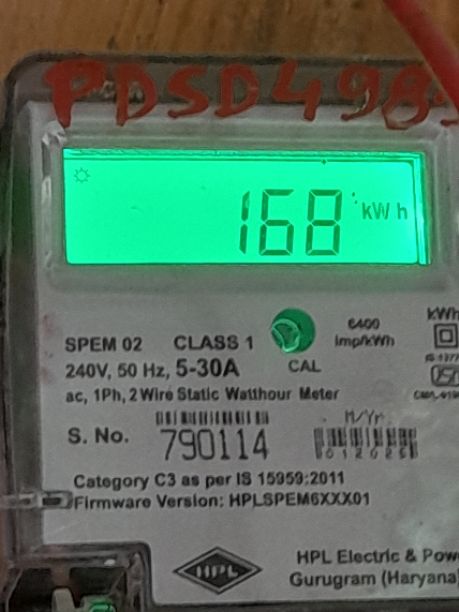 PDSD498
168 kWh
SPEM 02 CLASS 1 CAL 6400 Imp/kWh kWh
240V, 50 Hz, 5-30A
ac, 1Ph, 2 Wire Static Watthour Meter
S. No. 790114 M/Yr
Category C3 as per IS 15959:2011
Firmware Version: HPLSPEM6XXX01
HPL
HPL Electric & Pow
Gurugram (Haryana)